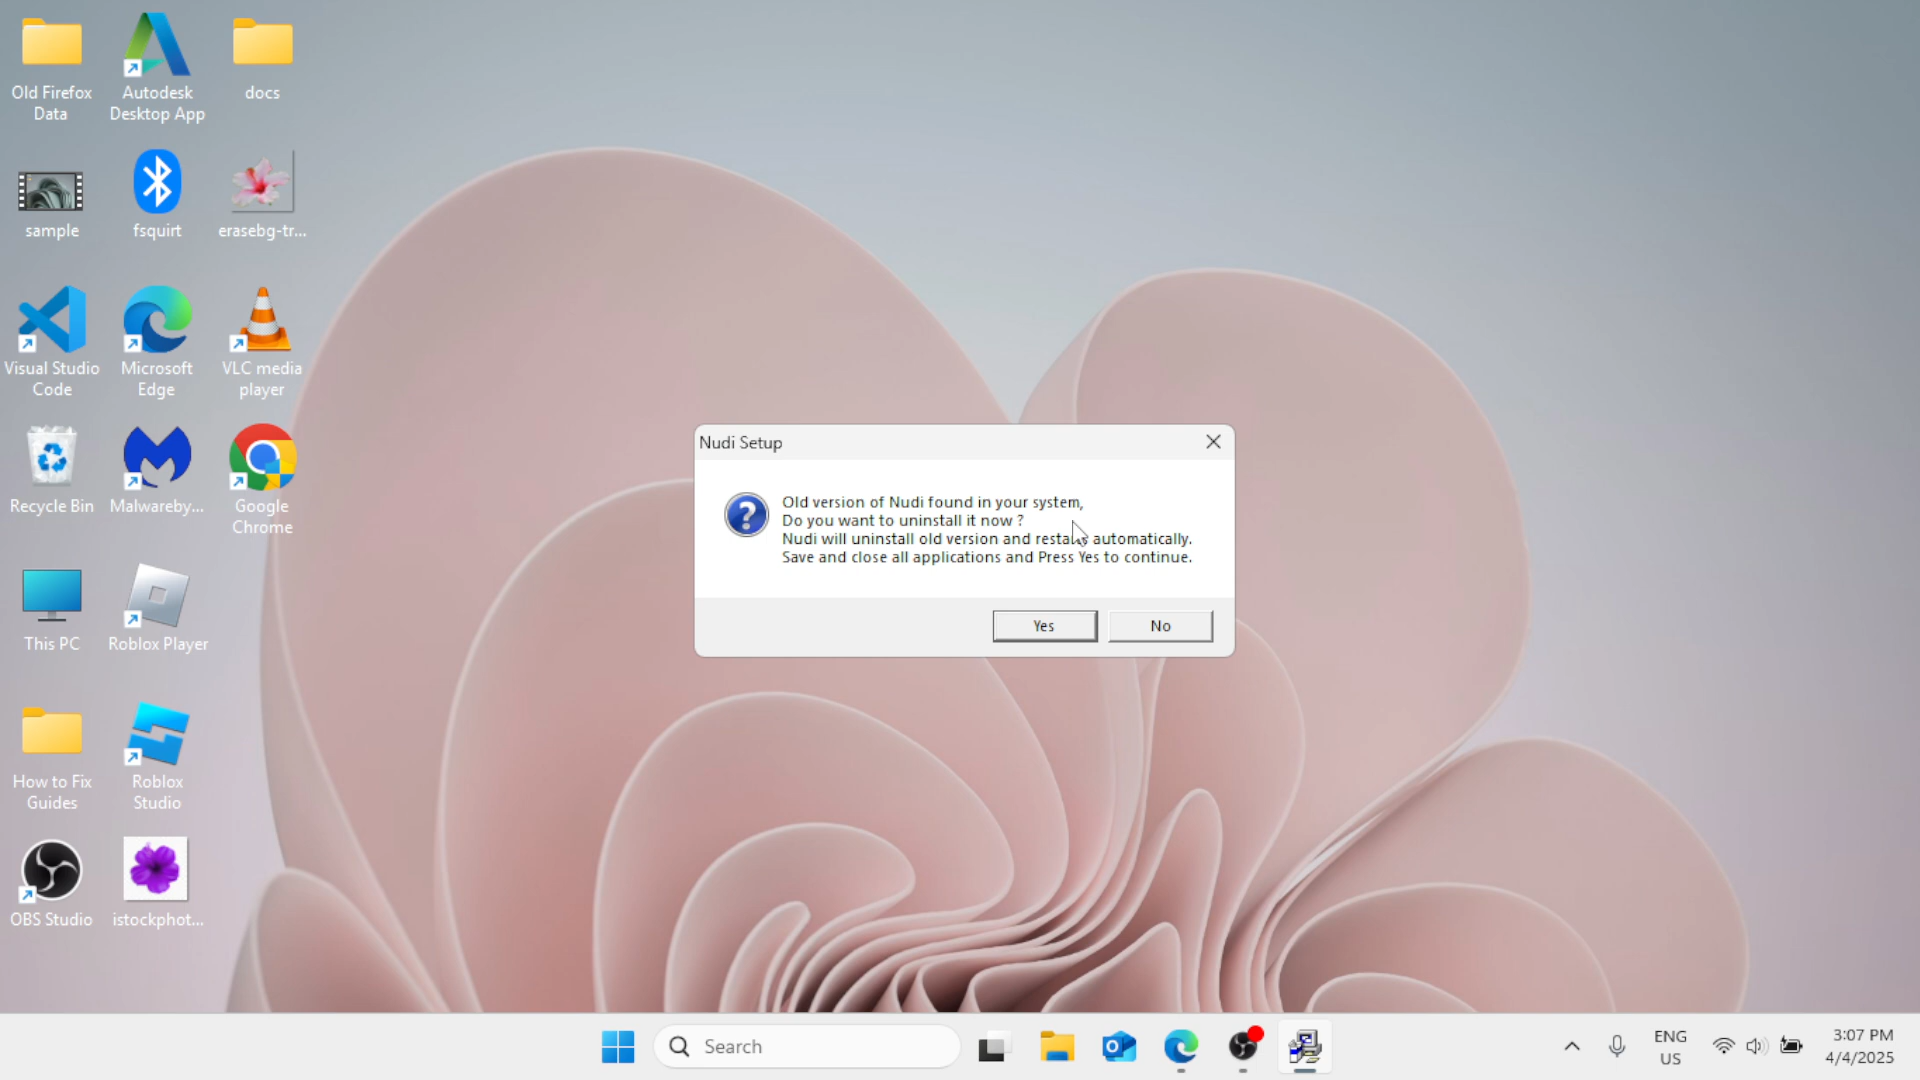 Old Firefox
Data
Autodesk
Desktop App
docs
sample
fsquirt
erasebg-tr...
Visual Studio
Code
Microsoft
Edge
VLC media
player
Recycle Bin
Malwareby...
Google
Chrome
This PC
Roblox Player
How to Fix
Guides
Roblox
Studio
OBS Studio
istockphot...
Nudi Setup
Old version of Nudi found in your system,
Do you want to uninstall it now ?
Nudi will uninstall old version and restart automatically.
Save and close all applications and Press Yes to continue.
Yes
No
Search
ENG
US
3:07 PM
4/4/2025